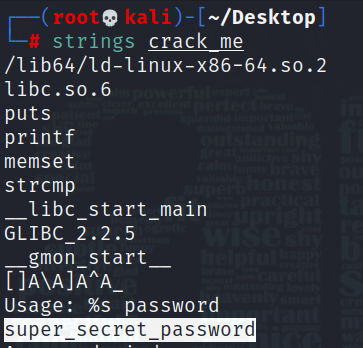 (root💀kali)-[~/Desktop]
# strings crack_me
/lib64/ld-linux-x86-64.so.2
libc.so.6
puts
printf
memset
strcmp
__libc_start_main
GLIBC_2.2.5
__gmon_start__
[]A\A]A^A_
Usage: %s password
super_secret_password